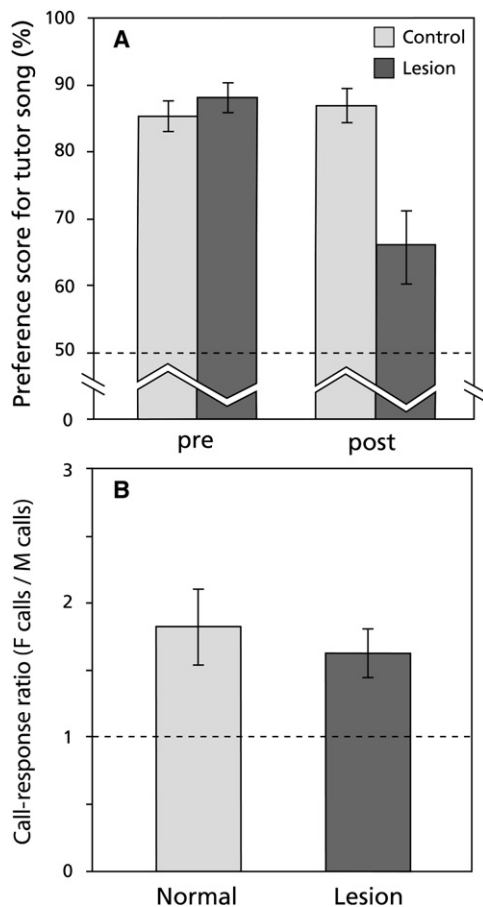 A
Control
Lesion
Preference score for tutor song (%)
100
90
80
70
60
50
0
pre
post
B
Call-response ratio (F calls / M calls)
3
2
1
0
Normal
Lesion